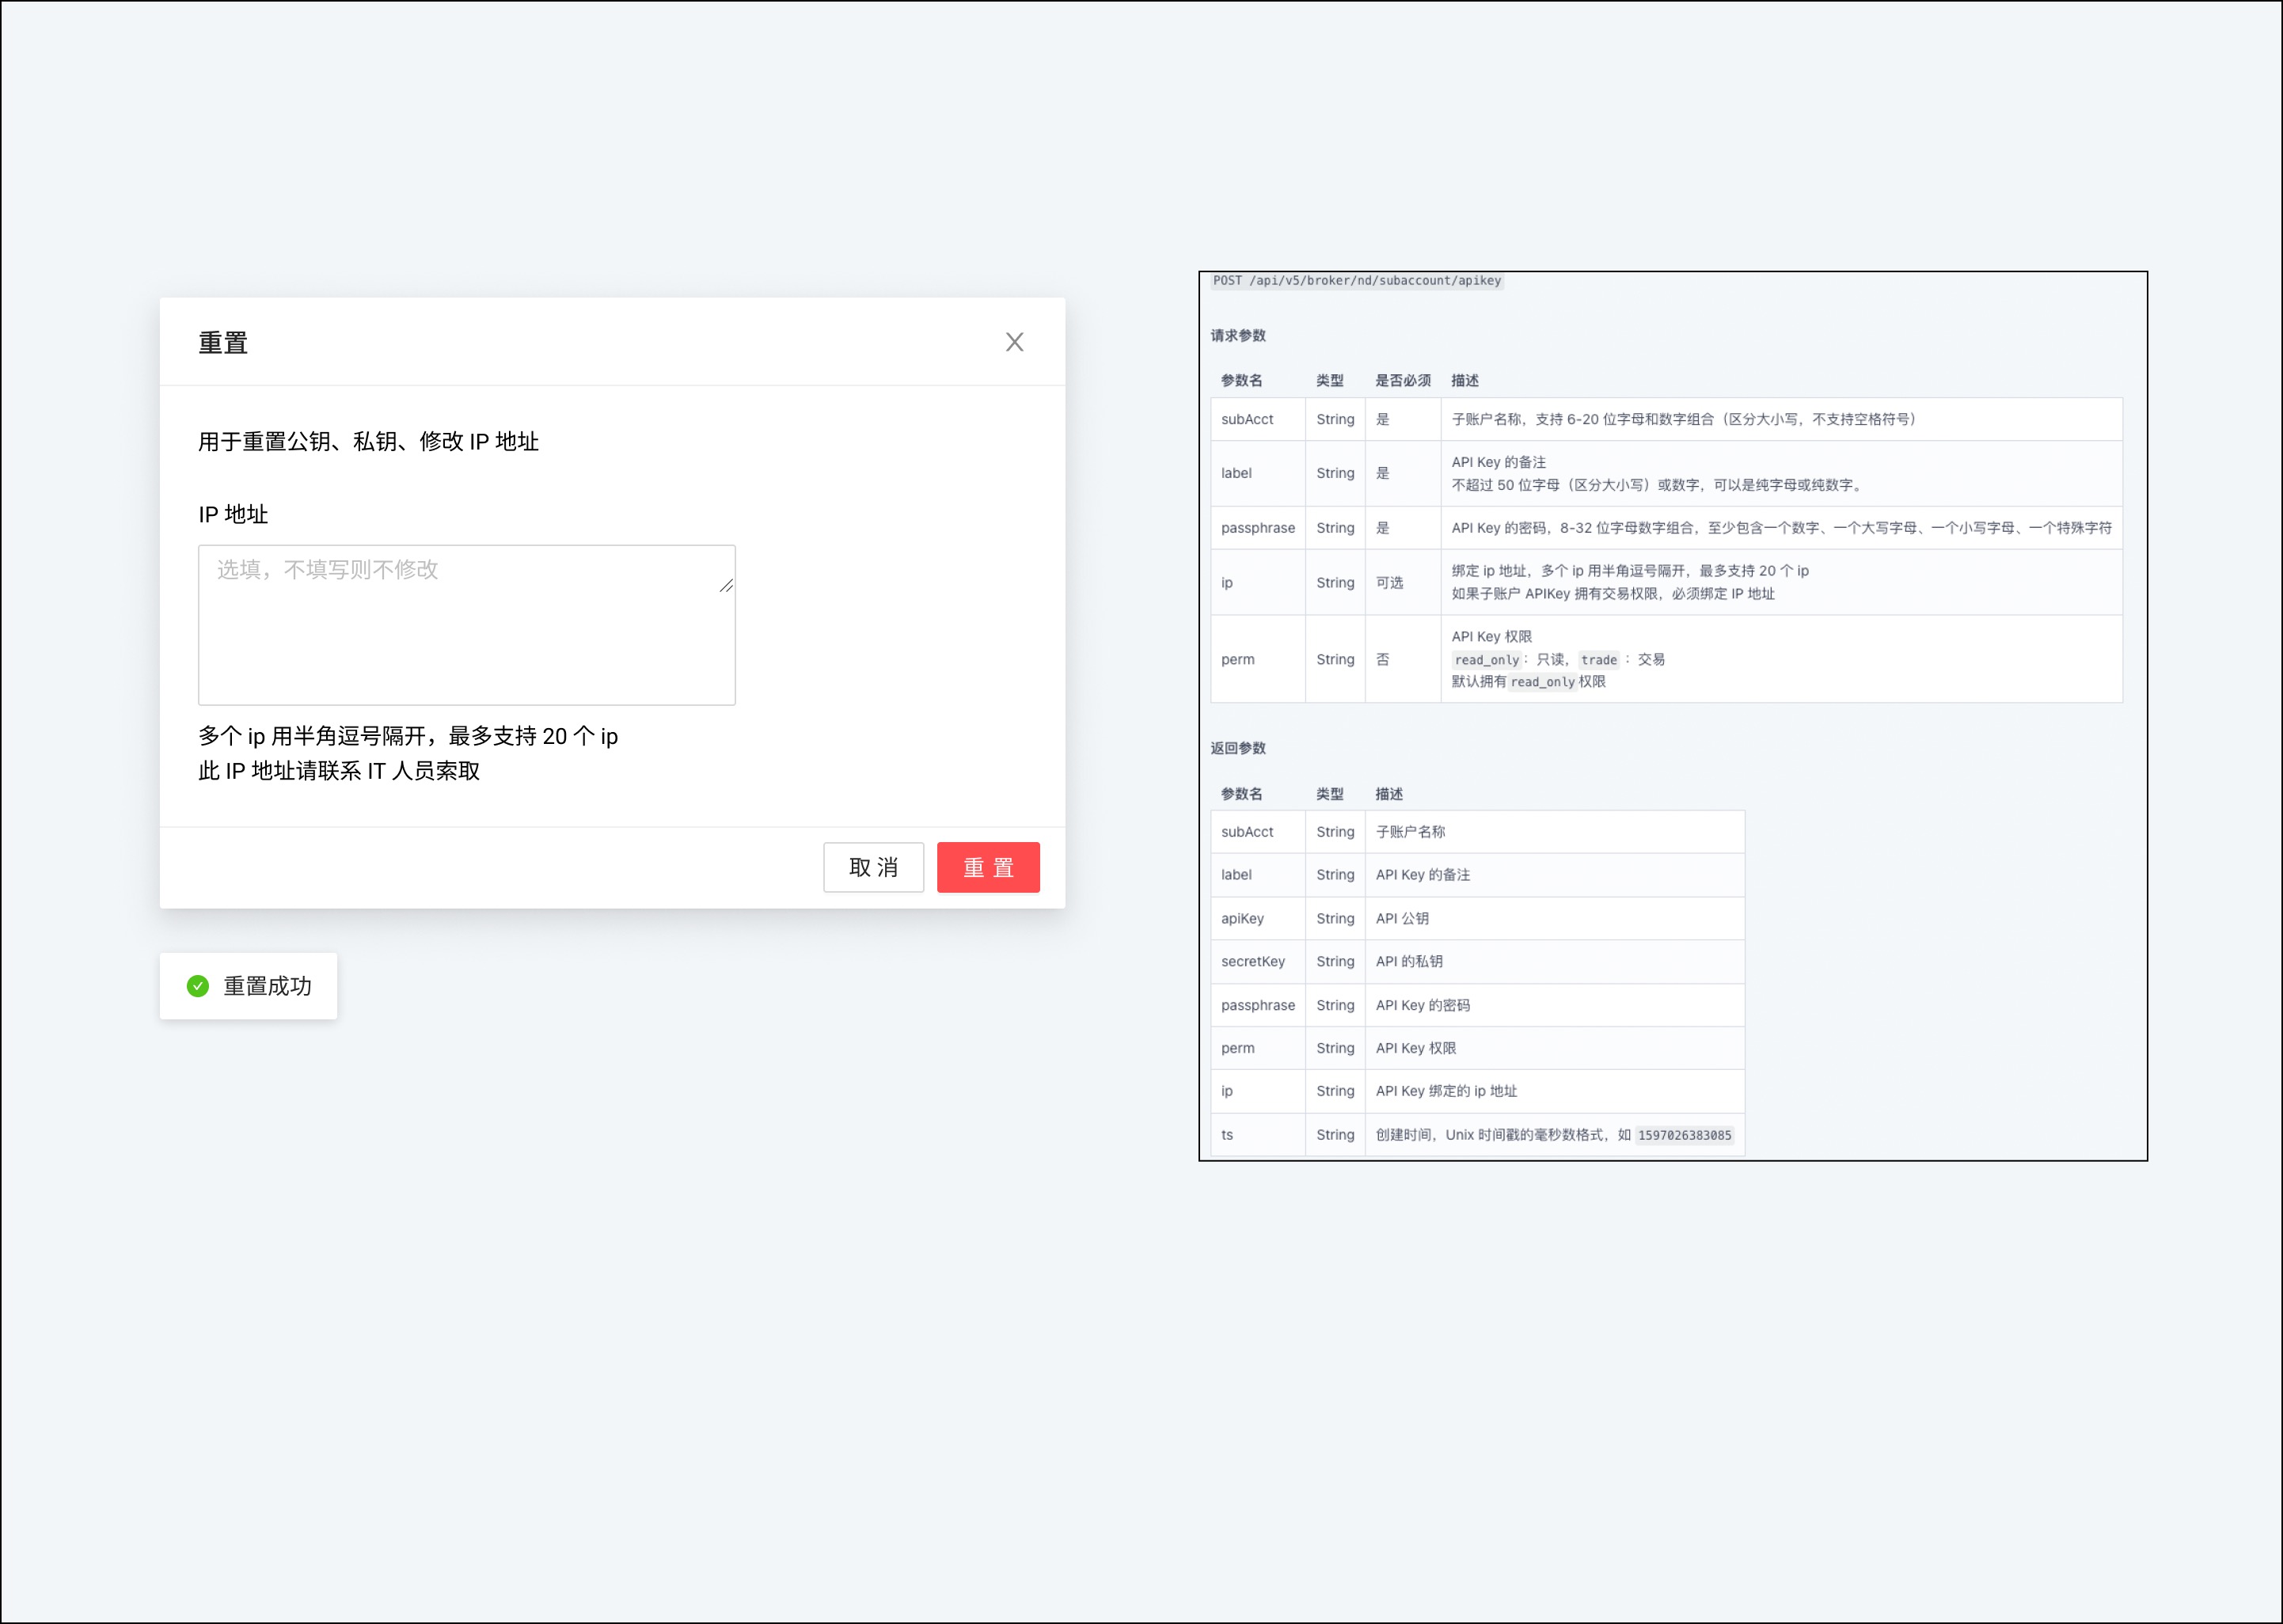 重置
用于重置公钥、私钥、修改 IP 地址
IP 地址
选填，不填写则不修改
多个 ip 用半角逗号隔开，最多支持 20 个 ip
此 IP 地址请联系 IT 人员索取
取 消
重 置
重置成功
POST /api/v5/broker/nd/subaccount/apikey
请求参数
参数名 类型 是否必须 描述
subAcct String 是 子账户名称，支持 6-20 位字母和数字组合（区分大小写，不支持空格符号）
label String 是 API Key 的备注
不超过 50 位字母（区分大小写）或数字，可以是纯字母或纯数字。
passphrase String 是 API Key 的密码，8-32 位字母数字组合，至少包含一个数字、一个大写字母、一个小写字母、一个特殊字符
ip String 可选 绑定 ip 地址，多个 ip 用半角逗号隔开，最多支持 20 个 ip
如果子账户 APIKey 拥有交易权限，必须绑定 IP 地址
perm String 否 API Key 权限
read_only： 只读，trade ： 交易
默认拥有read_only权限
返回参数
参数名 类型 描述
subAcct String 子账户名称
label String API Key 的备注
apiKey String API 公钥
secretKey String API 的私钥
passphrase String API Key 的密码
perm String API Key 权限
ip String API Key 绑定的 ip 地址
ts String 创建时间，Unix 时间戳的毫秒数格式，如 1597026383085